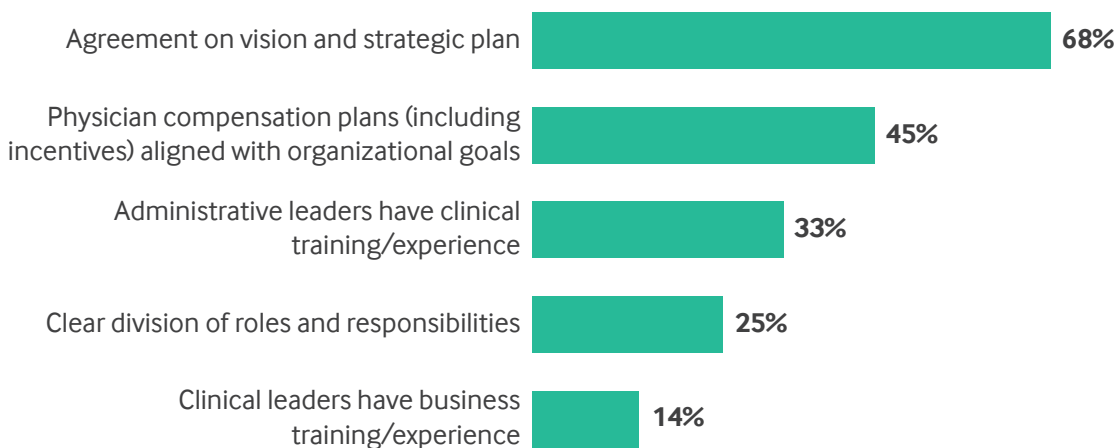 Agreement on vision and strategic plan
68%
Physician compensation plans (including
incentives) aligned with organizational goals
45%
Administrative leaders have clinical
training/experience
33%
Clear division of roles and responsibilities
25%
Clinical leaders have business
training/experience
14%